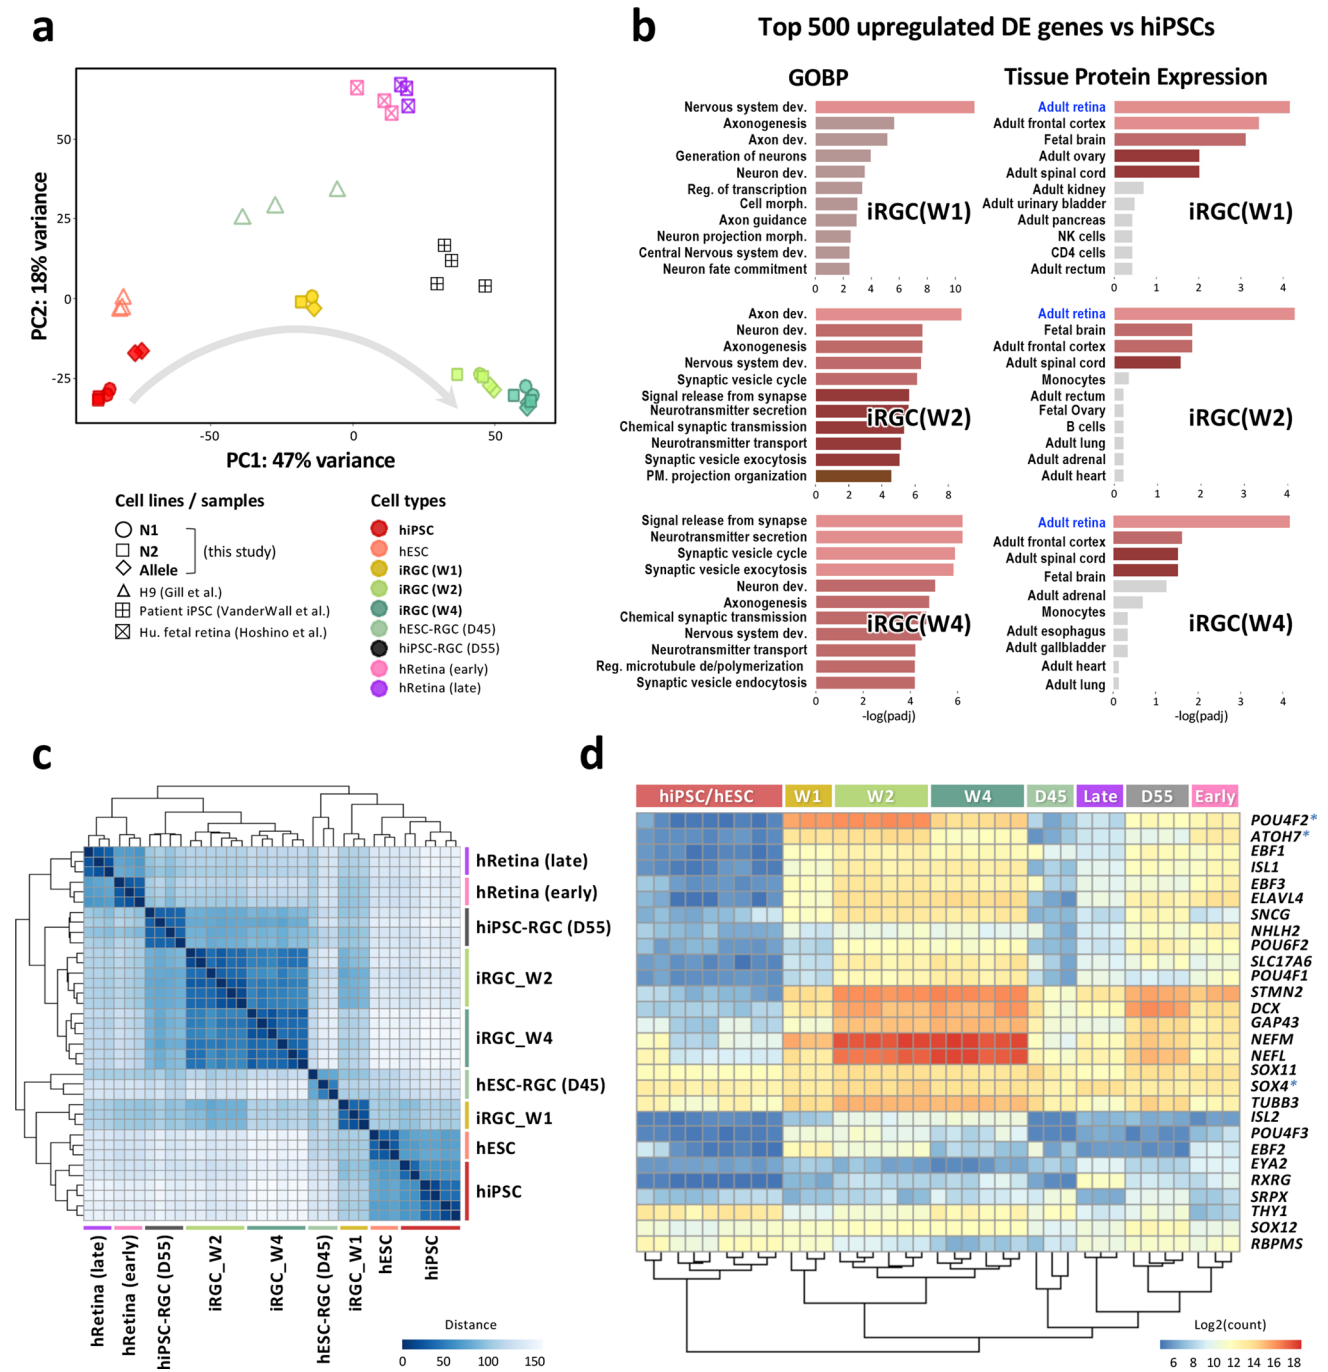 a
PC2: 18% variance
50
25
0
-25
-50
0
50
PC1: 47% variance
Cell lines / samples
N1
N2
Allele
(this study)
H9 (Gill et al.)
Patient iPSC (VanderWall et al.)
Hu. fetal retina (Hoshino et al.)
Cell types
hiPSC
hESC
iRGC (W1)
iRGC (W2)
iRGC (W4)
hESC-RGC (D45)
hiPSC-RGC (D55)
hRetina (early)
hRetina (late)
b
Top 500 upregulated DE genes vs hiPSCs
GOBP
Nervous system dev.
Axonogenesis
Axon dev.
Generation of neurons
Neuron dev.
Reg. of transcription
Cell morph.
Axon guidance
Neuron projection morph.
Central Nervous system dev.
Neuron fate commitment
iRGC(W1)
0 2 4 6 8 10
Axon dev.
Neuron dev.
Axonogenesis
Nervous system dev.
Synaptic vesicle cycle
Signal release from synapse
Neurotransmitter secretion
Chemical synaptic transmission
Neurotransmitter transport
Synaptic vesicle exocytosis
PM. projection organization
iRGC(W2)
0 2 4 6 8
Signal release from synapse
Neurotransmitter secretion
Synaptic vesicle cycle
Synaptic vesicle exocytosis
Neuron dev.
Axonogenesis
Chemical synaptic transmission
Nervous system dev.
Neurotransmitter transport
Reg. microtubule de/polymerization
Synaptic vesicle endocytosis
iRGC(W4)
0 2 4 6
-log(padj)
Tissue Protein Expression
Adult retina
Adult frontal cortex
Fetal brain
Adult ovary
Adult spinal cord
Adult kidney
Adult urinary bladder
Adult pancreas
NK cells
CD4 cells
Adult rectum
iRGC(W1)
0 1 2 3 4
Adult retina
Fetal brain
Adult frontal cortex
Adult spinal cord
Monocytes
Adult rectum
Fetal Ovary
B cells
Adult lung
Adult adrenal
Adult heart
iRGC(W2)
0 1 2 3 4
Adult retina
Adult frontal cortex
Adult spinal cord
Fetal brain
Adult adrenal
Monocytes
Adult esophagus
Adult gallbladder
Adult heart
Adult lung
iRGC(W4)
0 1 2 3 4
-log(padj)
c
hRetina (late)
hRetina (early)
hiPSC-RGC (D55)
iRGC_W2
iRGC_W4
hESC-RGC (D45)
iRGC_W1
hESC
hiPSC
hRetina (late)
hRetina (early)
hiPSC-RGC (D55)
iRGC_W2
iRGC_W4
hESC-RGC (D45)
iRGC_W1
hESC
hiPSC
Distance
0 50 100 150
d
hiPSC/hESC W1 W2 W4 D45 Late D55 Early
POU4F2*
ATOH7*
EBF1
ISL1
EBF3
ELAVL4
SNCG
NHLH2
POU6F2
SLC17A6
POU4F1
STMN2
DCX
GAP43
NEFM
NEFL
SOX11
SOX4*
TUBB3
ISL2
POU4F3
EBF2
EYA2
RXRG
SRPX
THY1
SOX12
RBPMS
Log2(count)
6 8 10 12 14 16 18